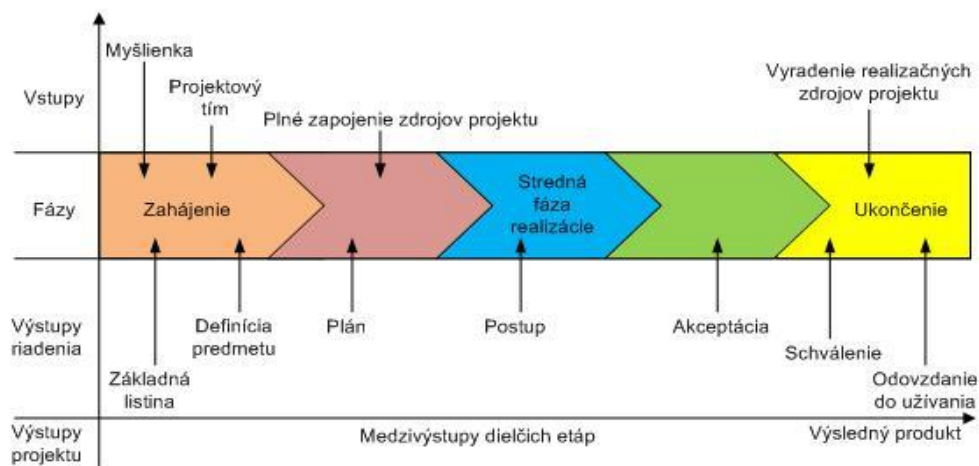 Myšlienka
Vyradenie realizačných
zdrojov projektu
Projektový
tím
Vstupy
Plné zapojenie zdrojov projektu
Fázy
Zahájenie
Stredná
fáza
realizácie
Ukončenie
Výstupy
riadenia
Definícia
predmetu
Plán
Postup
Akceptácia
Schválenie
Základná
listina
Odovzdanie
do užívania
Výstupy
projektu
Medzivýstupy dielčich etáp
Výsledný produkt